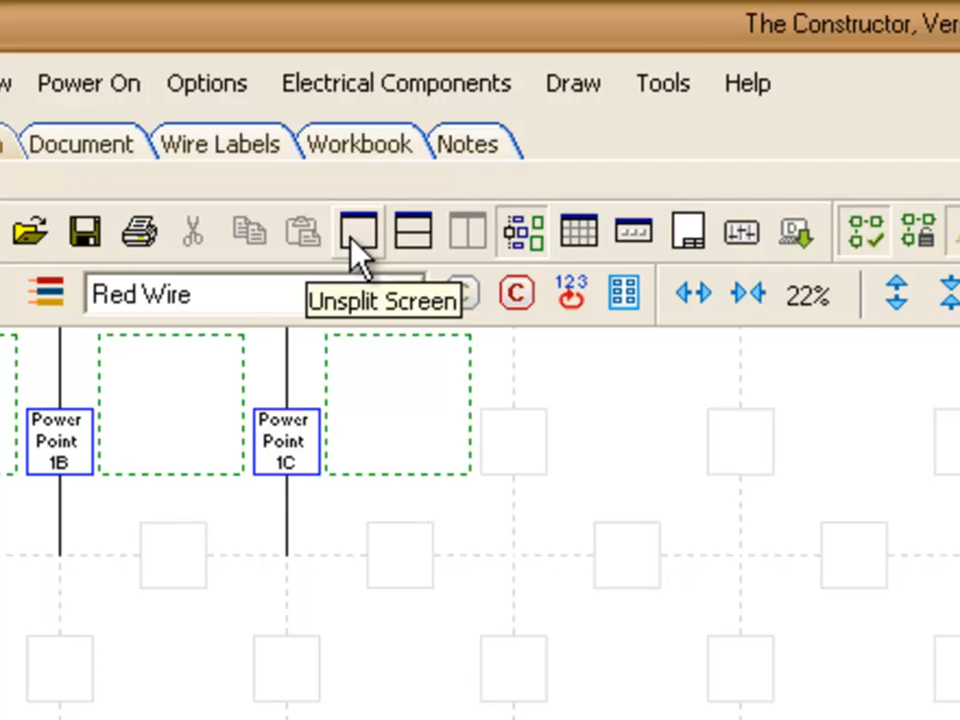 The Constructor, Ver
w Power On Options Electrical Components Draw Tools Help
Document Wire Labels Workbook Notes
Red Wire
Unsplit Screen
C
C
123
22%
Power
Point
1B
Power
Point
1C